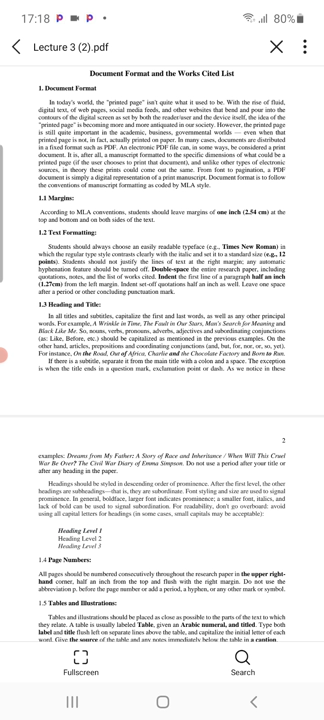 17:18
80%
Lecture 3 (2).pdf
Document Format and the Works Cited List
1. Document Format
In today's world, the "printed page" isn't quite what it used to be. With the rise of fluid,
digital text, of web pages, social media feeds, and other websites that bend and pour into the
contours of the digital screen as set by both the reader/user and the device itself, the idea of the
"printed page" is becoming more and more antiquated in our society. However, the printed page
is still quite important in the academic, business, governmental worlds — even when that
printed page is not, in fact, actually printed on paper. In many cases, documents are distributed
in a fixed format such as PDF. An electronic PDF file can, in some ways, be considered a print
document. It is, after all, a manuscript formatted to the specific dimensions of what could be a
printed page (if the user chooses to print that document), and unlike other types of electronic
sources, in theory these prints could come out the same. From font to pagination, a PDF
document is simply a digital representation of a print manuscript. Document format is to follow
the conventions of manuscript formatting as coded by MLA style.
1.1 Margins:
According to MLA conventions, students should leave margins of one inch (2.54 cm) at the
top and bottom and on both sides of the text.
1.2 Text Formatting:
Students should always choose an easily readable typeface (e.g., Times New Roman) in
which the regular type style contrasts clearly with the italic and set it to a standard size (e.g., 12
points). Students should not justify the lines of text at the right margin; any automatic
hyphenation feature should be turned off. Double-space the entire research paper, including
quotations, notes, and the list of works cited. Indent the first line of a paragraph half an inch
(1.27cm) from the left margin. Indent set-off quotations half an inch as well. Leave one space
after a period or other concluding punctuation mark.
1.3 Heading and Title:
In all titles and subtitles, capitalize the first and last words, as well as any other principal
words. For example, A Wrinkle in Time, The Fault in Our Stars, Man's Search for Meaning and
Black Like Me. So, nouns, verbs, pronouns, adverbs, adjectives and subordinating conjunctions
(as: Like, Before, etc.) should be capitalized as mentioned in the previous examples. On the
other hand, articles, prepositions and coordinating conjunctions (and, but, for, nor, or, so, yet).
For instance, On the Road, Out of Africa, Charlie and the Chocolate Factory and Born to Run.
If there is a subtitle, separate it from the main title with a colon and a space. The exception
is when the title ends in a question mark, exclamation point or dash. As we notice in these
2
examples: Dreams from My Father: A Story of Race and Inheritance / When Will This Cruel
War Be Over? The Civil War Diary of Emma Simpson. Do not use a period after your title or
after any heading in the paper.
Headings should be styled in descending order of prominence. After the first level, the other
headings are subheadings—that is, they are subordinate. Font styling and size are used to signal
prominence. In general, boldface, larger font indicates prominence; a smaller font, italics, and
lack of bold can be used to signal subordination. For readability, don't go overboard: avoid
using all capital letters for headings (in some cases, small capitals may be acceptable):
Heading Level 1
Heading Level 2
Heading Level 3
1.4 Page Numbers:
All pages should be numbered consecutively throughout the research paper in the upper right-
hand corner, half an inch from the top and flush with the right margin. Do not use the
abbreviation p. before the page number or add a period, a hyphen, or any other mark or symbol.
1.5 Tables and Illustrations:
Tables and illustrations should be placed as close as possible to the parts of the text to which
they relate. A table is usually labeled Table, given an Arabic numeral, and titled. Type both
label and title flush left on separate lines above the table, and capitalize the initial letter of each
word. Give the source of the table and any notes immediately below the table in a caption.
Fullscreen
Search